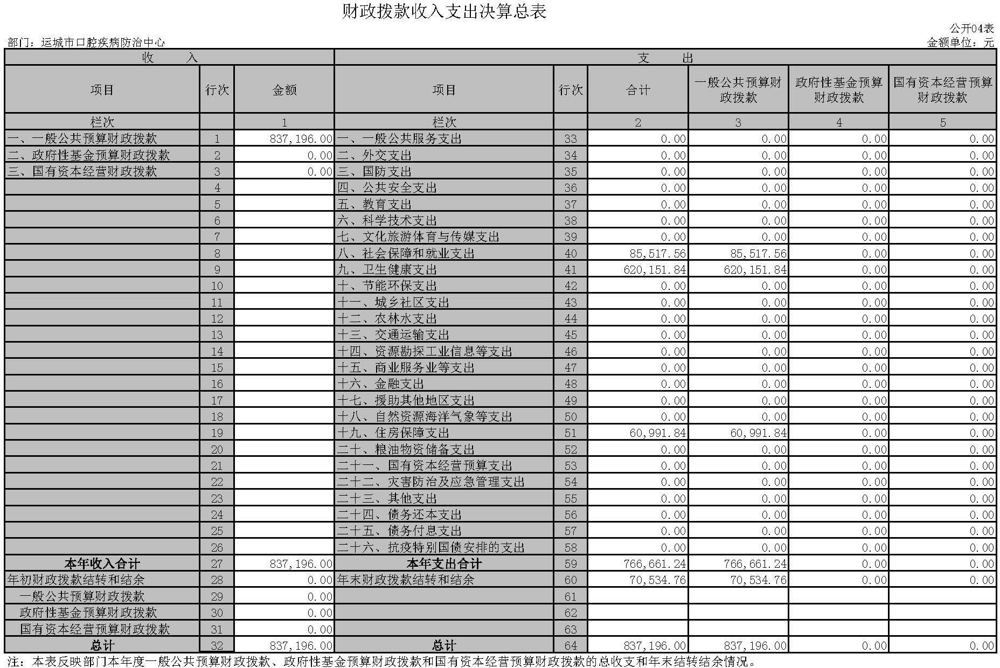 财政拨款收入支出决算总表
公开04表
部门：运城市口腔疾病防治中心 金额单位：元
收 入 支 出
项目 行次 金额 项目 行次 合计 一般公共预算财政拨款 政府性基金预算财政拨款 国有资本经营预算财政拨款
栏次 1 栏次 2 3 4 5
一、一般公共预算财政拨款 1 837,196.00 一、一般公共服务支出 33 0.00 0.00 0.00 0.00
二、政府性基金预算财政拨款 2 0.00 二、外交支出 34 0.00 0.00 0.00 0.00
三、国有资本经营财政拨款 3 0.00 三、国防支出 35 0.00 0.00 0.00 0.00
4 四、公共安全支出 36 0.00 0.00 0.00 0.00
5 五、教育支出 37 0.00 0.00 0.00 0.00
6 六、科学技术支出 38 0.00 0.00 0.00 0.00
7 七、文化旅游体育与传媒支出 39 0.00 0.00 0.00 0.00
8 八、社会保障和就业支出 40 85,517.56 85,517.56 0.00 0.00
9 九、卫生健康支出 41 620,151.84 620,151.84 0.00 0.00
10 十、节能环保支出 42 0.00 0.00 0.00 0.00
11 十一、城乡社区支出 43 0.00 0.00 0.00 0.00
12 十二、农林水支出 44 0.00 0.00 0.00 0.00
13 十三、交通运输支出 45 0.00 0.00 0.00 0.00
14 十四、资源勘探工业信息等支出 46 0.00 0.00 0.00 0.00
15 十五、商业服务业等支出 47 0.00 0.00 0.00 0.00
16 十六、金融支出 48 0.00 0.00 0.00 0.00
17 十七、援助其他地区支出 49 0.00 0.00 0.00 0.00
18 十八、自然资源海洋气象等支出 50 0.00 0.00 0.00 0.00
19 十九、住房保障支出 51 60,991.84 60,991.84 0.00 0.00
20 二十、粮油物资储备支出 52 0.00 0.00 0.00 0.00
21 二十一、国有资本经营预算支出 53 0.00 0.00 0.00 0.00
22 二十二、灾害防治及应急管理支出 54 0.00 0.00 0.00 0.00
23 二十三、其他支出 55 0.00 0.00 0.00 0.00
24 二十四、债务还本支出 56 0.00 0.00 0.00 0.00
25 二十五、债务付息支出 57 0.00 0.00 0.00 0.00
26 二十六、抗疫特别国债安排的支出 58 0.00 0.00 0.00 0.00
本年收入合计 27 837,196.00 本年支出合计 59 766,661.24 766,661.24 0.00 0.00
年初财政拨款结转和结余 28 0.00 年末财政拨款结转和结余 60 70,534.76 70,534.76 0.00 0.00
一般公共预算财政拨款 29 0.00 61
政府性基金预算财政拨款 30 0.00 62
国有资本经营预算财政拨款 31 0.00 63
总计 32 837,196.00 总计 64 837,196.00 837,196.00 0.00 0.00
注：本表反映部门本年度一般公共预算财政拨款、政府性基金预算财政拨款和国有资本经营预算财政拨款的总收支和年末结转结余情况。